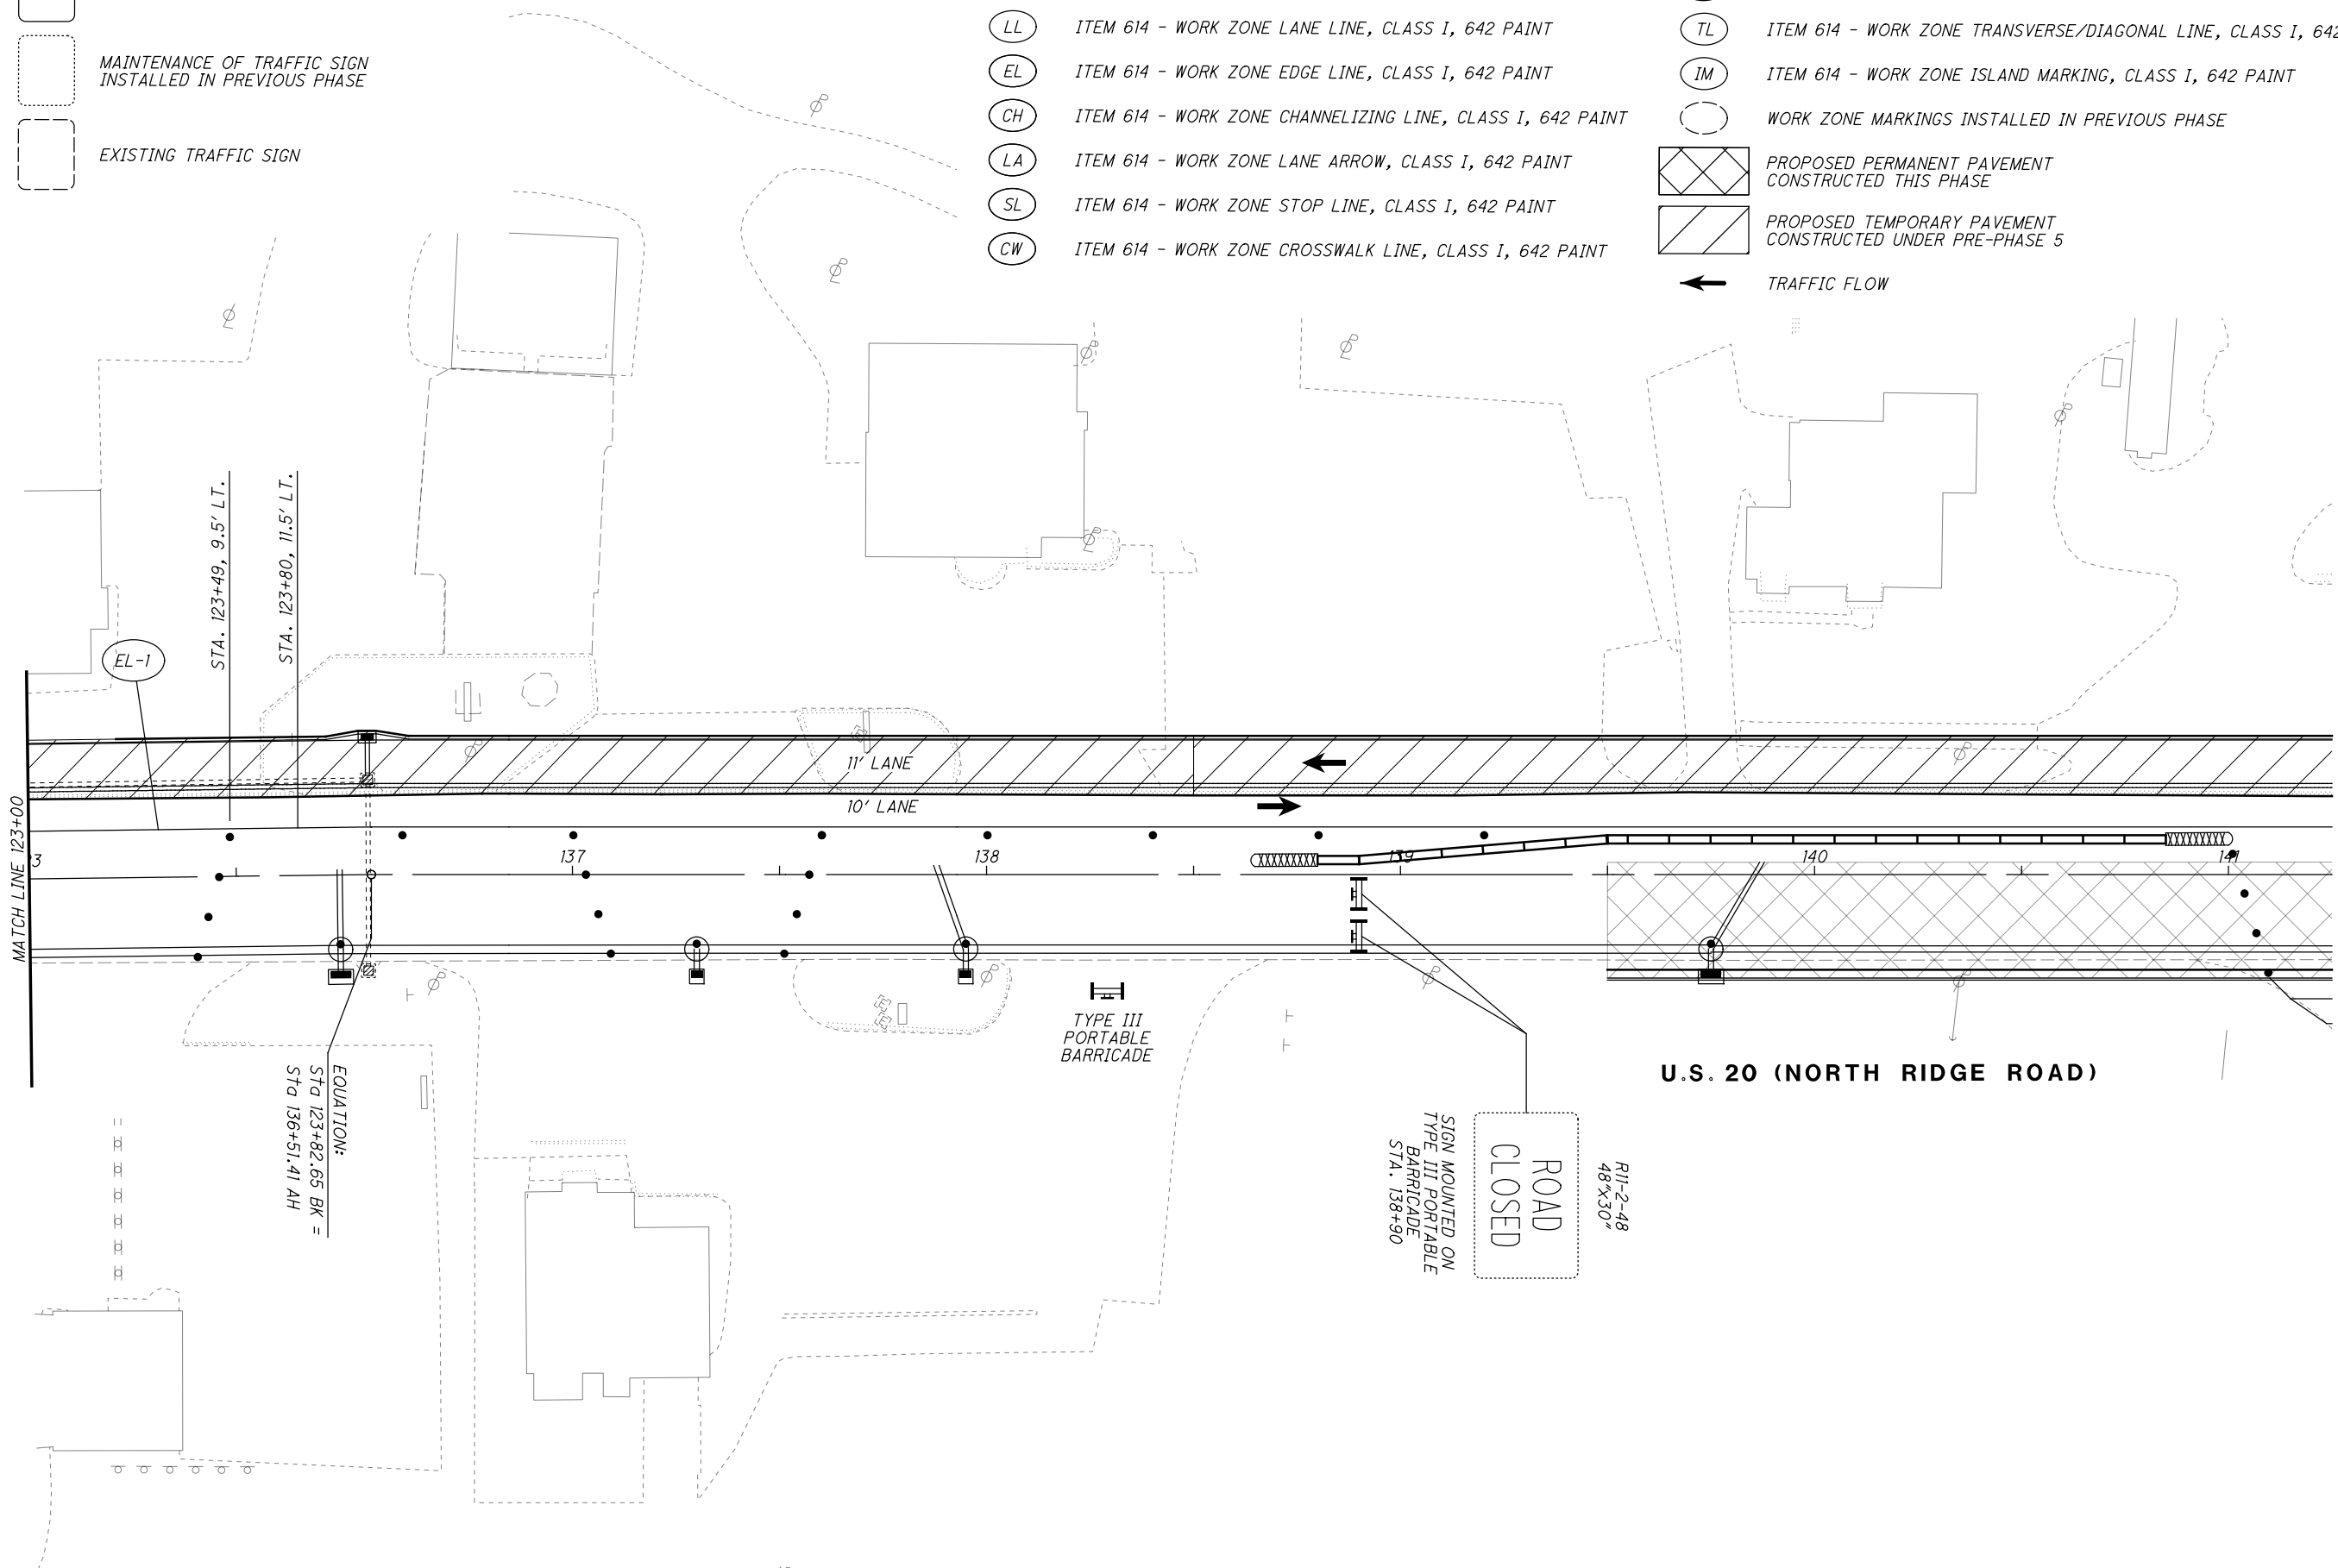 MAINTENANCE OF TRAFFIC SIGN
INSTALLED IN PREVIOUS PHASE
EXISTING TRAFFIC SIGN
LL ITEM 614 - WORK ZONE LANE LINE, CLASS I, 642 PAINT
EL ITEM 614 - WORK ZONE EDGE LINE, CLASS I, 642 PAINT
CH ITEM 614 - WORK ZONE CHANNELIZING LINE, CLASS I, 642 PAINT
LA ITEM 614 - WORK ZONE LANE ARROW, CLASS I, 642 PAINT
SL ITEM 614 - WORK ZONE STOP LINE, CLASS I, 642 PAINT
CW ITEM 614 - WORK ZONE CROSSWALK LINE, CLASS I, 642 PAINT
TL ITEM 614 - WORK ZONE TRANSVERSE/DIAGONAL LINE, CLASS I, 642
IM ITEM 614 - WORK ZONE ISLAND MARKING, CLASS I, 642 PAINT
WORK ZONE MARKINGS INSTALLED IN PREVIOUS PHASE
PROPOSED PERMANENT PAVEMENT
CONSTRUCTED THIS PHASE
PROPOSED TEMPORARY PAVEMENT
CONSTRUCTED UNDER PRE-PHASE 5
TRAFFIC FLOW
STA. 123+49, 9.5' LT.
STA. 123+80, 11.5' LT.
EL-1
MATCH LINE 123+00
11' LANE
10' LANE
3
137
138
139
140
141
TYPE III
PORTABLE
BARRICADE
U.S. 20 (NORTH RIDGE ROAD)
EQUATION:
Sta 123+82.65 BK =
Sta 136+51.41 AH
R11-2-48
48"x30"
ROAD
CLOSED
SIGN MOUNTED ON
TYPE III PORTABLE
BARRICADE
STA. 138+90